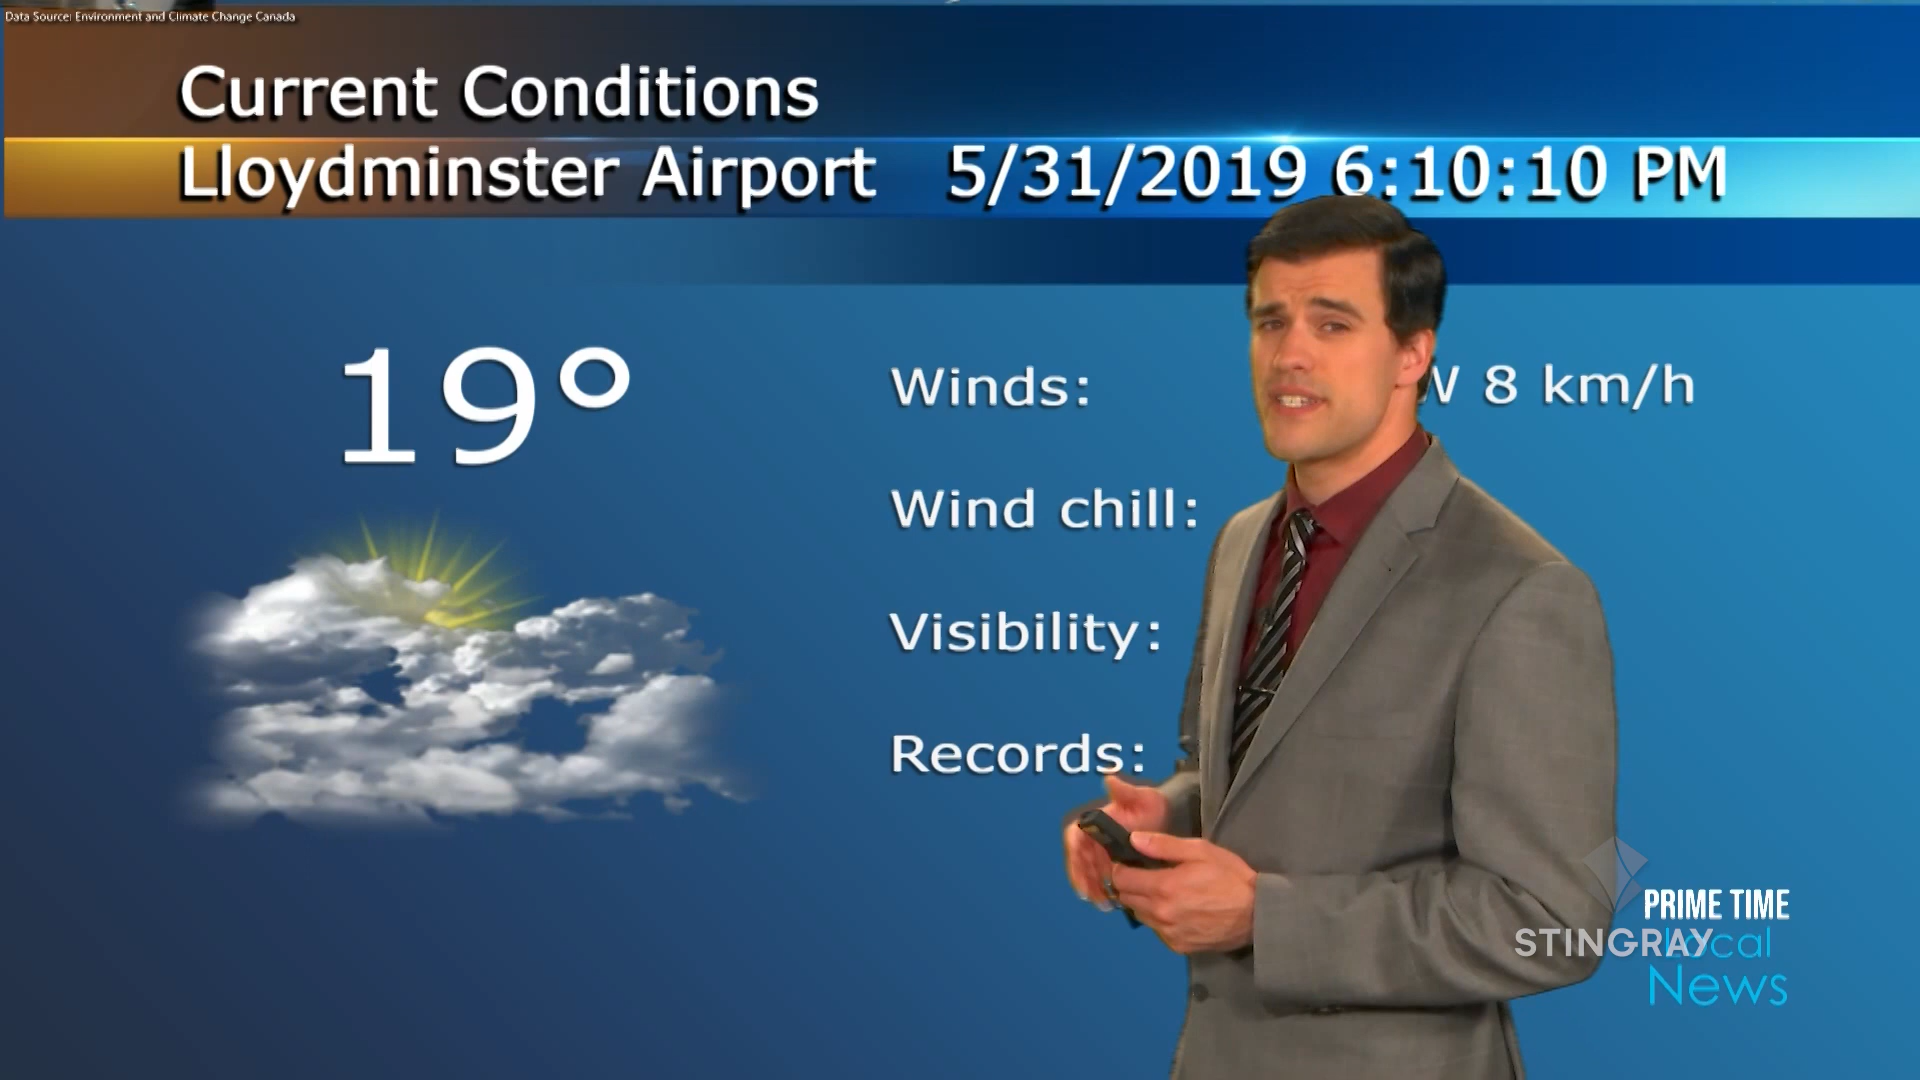 Data Source: Environment and Climate Change Canada
Current Conditions
Lloydminster Airport 5/31/2019 6:10:10 PM
19°
Winds: 8 km/h
Wind chill:
Visibility:
Records:
PRIME TIME
STINGRAY
Local
News